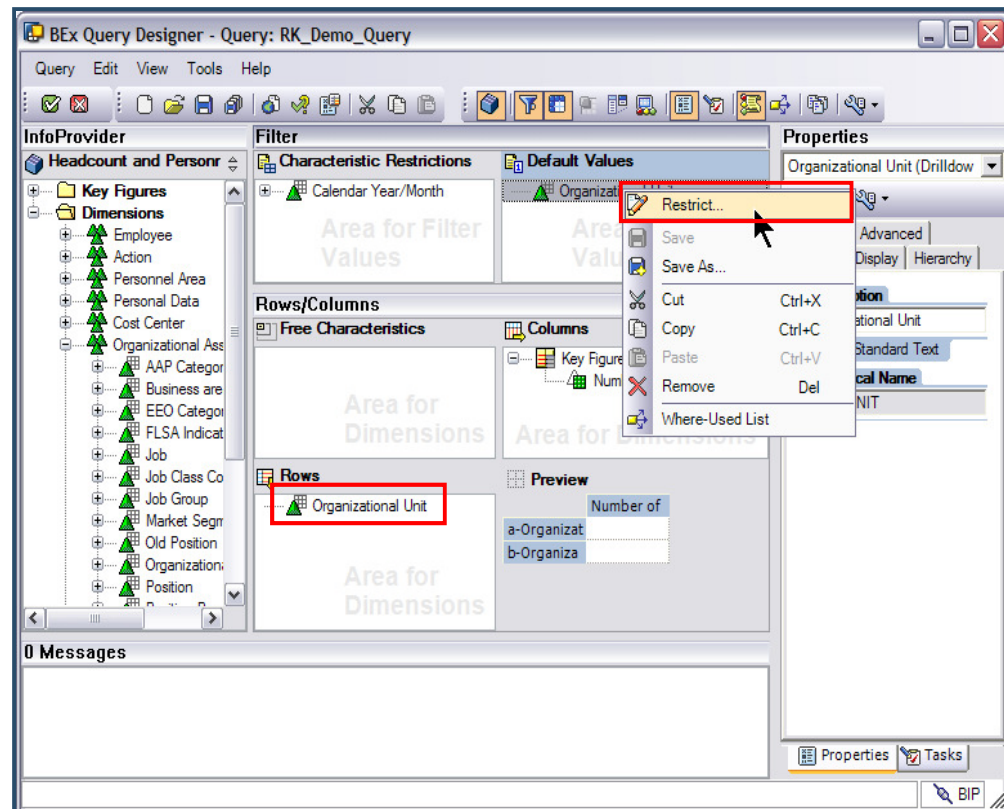 BEx Query Designer - Query: RK_Demo_Query
Query Edit View Tools Help
InfoProvider
Headcount and Personr
Key Figures
Dimensions
Employee
Action
Personnel Area
Personal Data
Cost Center
Organizational Ass
AAP Categor
Business are
EEO Categor
FLSA Indicat
Job
Job Class Co
Job Group
Market Segm
Old Position
Organizationa
Position
Filter
Characteristic Restrictions
Calendar Year/Month
Area for Filter
Values
Default Values
Organizati
Area
Valu
Restrict...
Save
Save As...
Cut Ctrl+X
Copy Ctrl+C
Paste Ctrl+V
Remove Del
Where-Used List
Rows/Columns
Free Characteristics
Area for
Dimensions
Columns
Key Figure
Num
Area for Dimensions
Rows
Organizational Unit
Area for
Dimensions
Preview
Number of
a-Organizat
b-Organiza
Properties
Organizational Unit (Drilldow
Advanced
Display Hierarchy
ption
ational Unit
Standard Text
cal Name
NIT
Properties Tasks
0 Messages
BIP